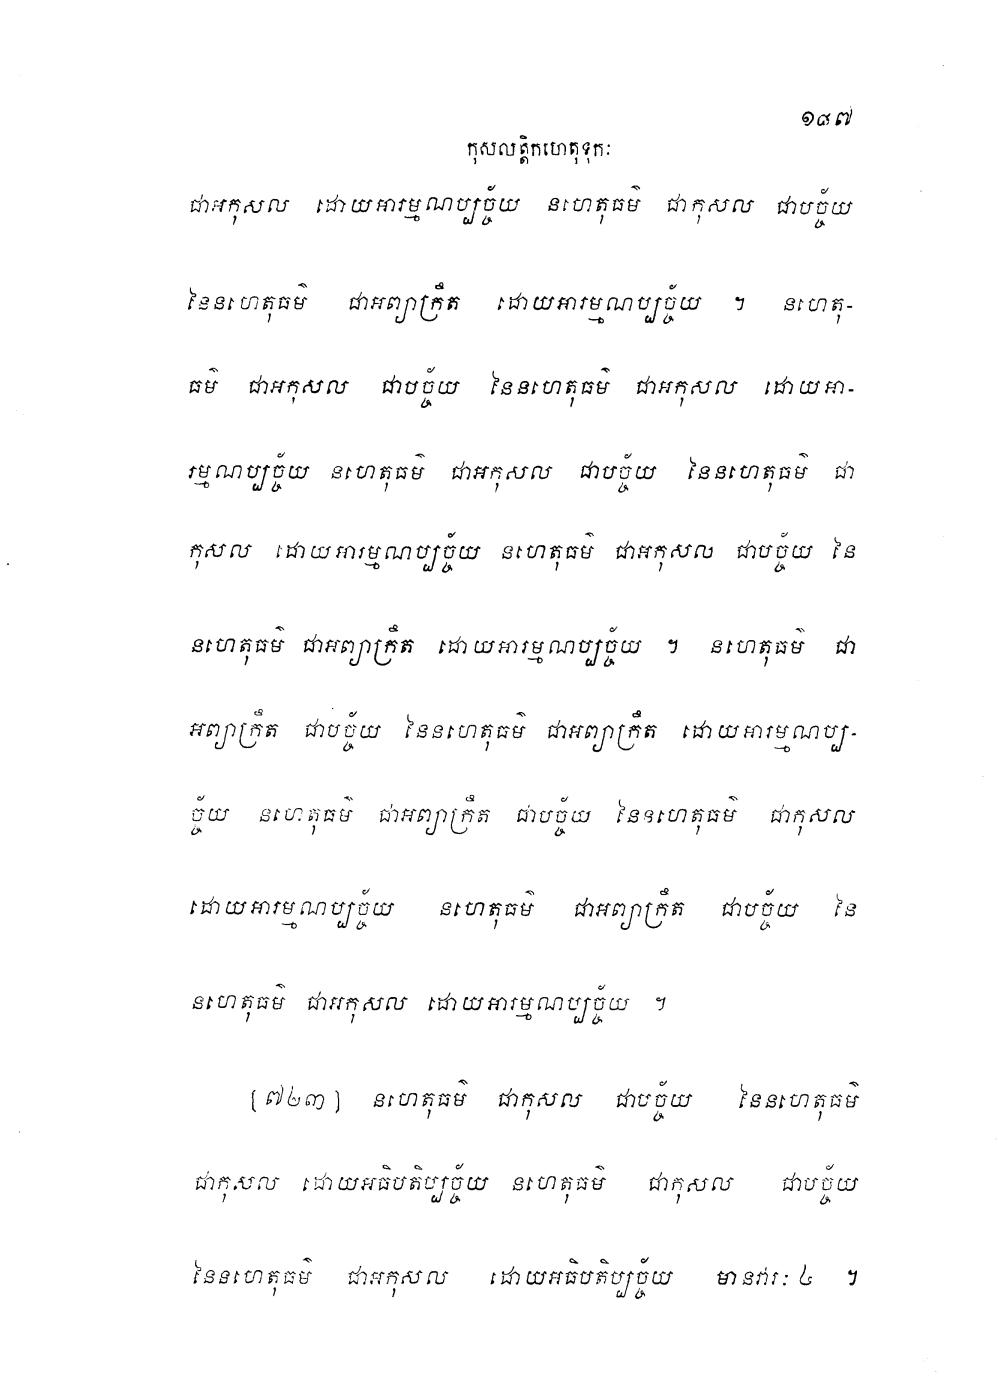 ១៨៧
កុសលត្តិកហេតុទុកៈ
ជាអកុសល ដោយអារម្មណប្បច្ច័យ នហេតុធម៌ ជាកុសល ជាបច្ច័យ
នៃនហេតុធម៌ ជាអព្យាក្រឹត ដោយអារម្មណប្បច្ច័យ ។ នហេតុ-
ធម៌ ជាអកុសល ជាបច្ច័យ នៃនហេតុធម៌ ជាអកុសល ដោយអា-
រម្មណប្បច្ច័យ នហេតុធម៌ ជាអកុសល ជាបច្ច័យ នៃនហេតុធម៌ ជា
កុសល ដោយអារម្មណប្បច្ច័យ នហេតុធម៌ ជាអកុសល ជាបច្ច័យ នៃ
នហេតុធម៌ ជាអព្យាក្រឹត ដោយអារម្មណប្បច្ច័យ ។ នហេតុធម៌ ជា
អព្យាក្រឹត ជាបច្ច័យ នៃនហេតុធម៌ ជាអព្យាក្រឹត ដោយអារម្មណប្ប-
ច្ច័យ នហេតុធម៌ ជាអព្យាក្រឹត ជាបច្ច័យ នៃនហេតុធម៌ ជាកុសល
ដោយអារម្មណប្បច្ច័យ នហេតុធម៌ ជាអព្យាក្រឹត ជាបច្ច័យ នៃ
នហេតុធម៌ ជាអកុសល ដោយអារម្មណប្បច្ច័យ ។
[៧២៣] នហេតុធម៌ ជាកុសល ជាបច្ច័យ នៃនហេតុធម៌
ជាកុសល ដោយអធិបតិប្បច្ច័យ នហេតុធម៌ ជាកុសល ជាបច្ច័យ
នៃនហេតុធម៌ ជាអកុសល ដោយអធិបតិប្បច្ច័យ មានវារៈ ៤ ។